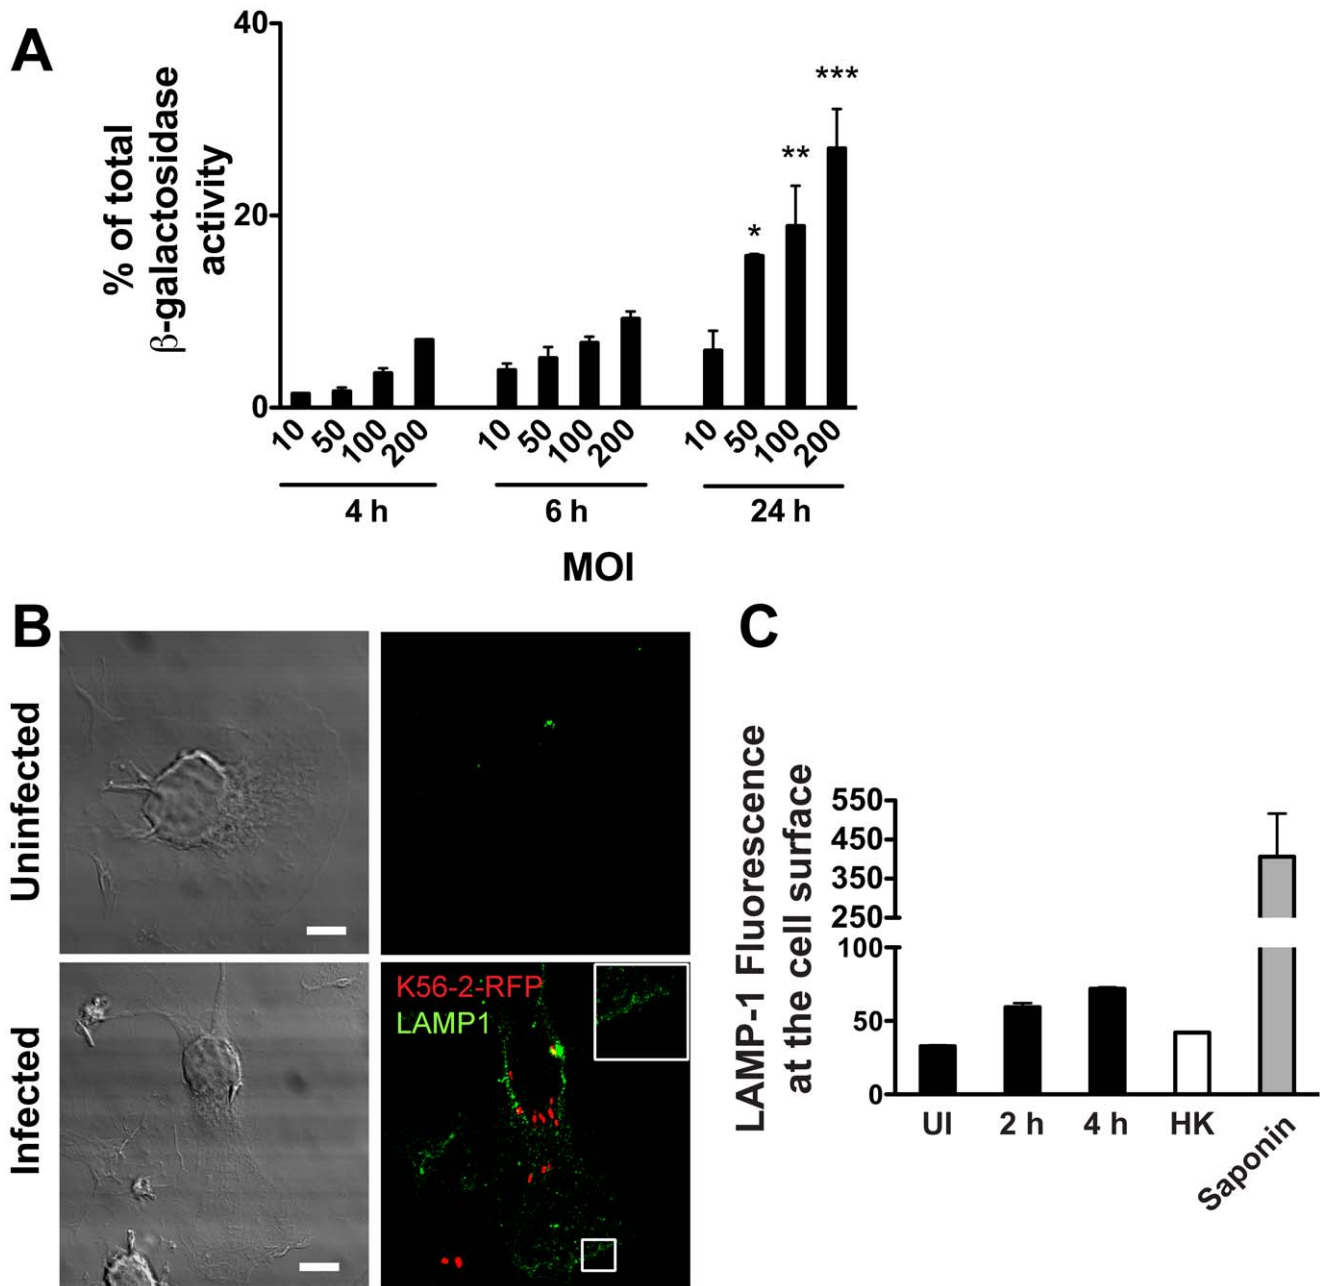 A
% of total
β-galactosidase
activity
40
20
0
*
**
***
10 50 100 200 10 50 100 200 10 50 100 200
4 h 6 h 24 h
MOI
B
Uninfected
Infected
K56-2-RFP
LAMP1
C
LAMP-1 Fluorescence
at the cell surface
550
450
350
250
100
50
0
UI 2 h 4 h HK Saponin